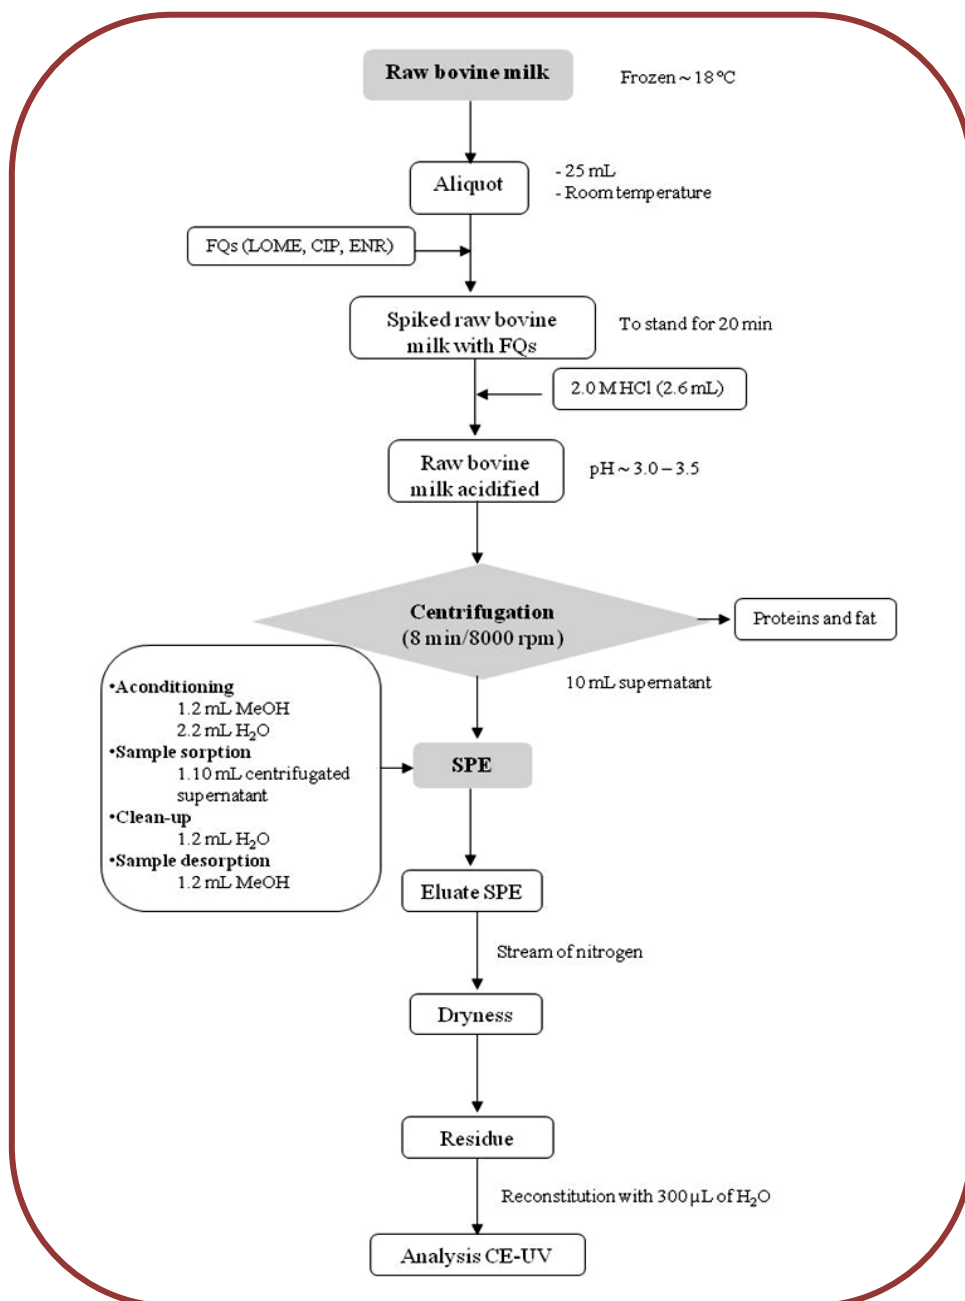 Raw bovine milk
Frozen ~ 18 °C
Aliquot
- 25 mL
- Room temperature
FQs (LOME, CIP, ENR)
Spiked raw bovine
milk with FQs
To stand for 20 min
2.0 M HCl (2.6 mL)
Raw bovine
milk acidified
pH ~ 3.0 – 3.5
Centrifugation
(8 min/8000 rpm)
Proteins and fat
10 mL supernatant
•Aconditioning
1.2 mL MeOH
2.2 mL H₂O
•Sample sorption
1.10 mL centrifugated
supernatant
•Clean-up
1.2 mL H₂O
•Sample desorption
1.2 mL MeOH
SPE
Eluate SPE
Stream of nitrogen
Dryness
Residue
Reconstitution with 300 µL of H₂O
Analysis CE-UV